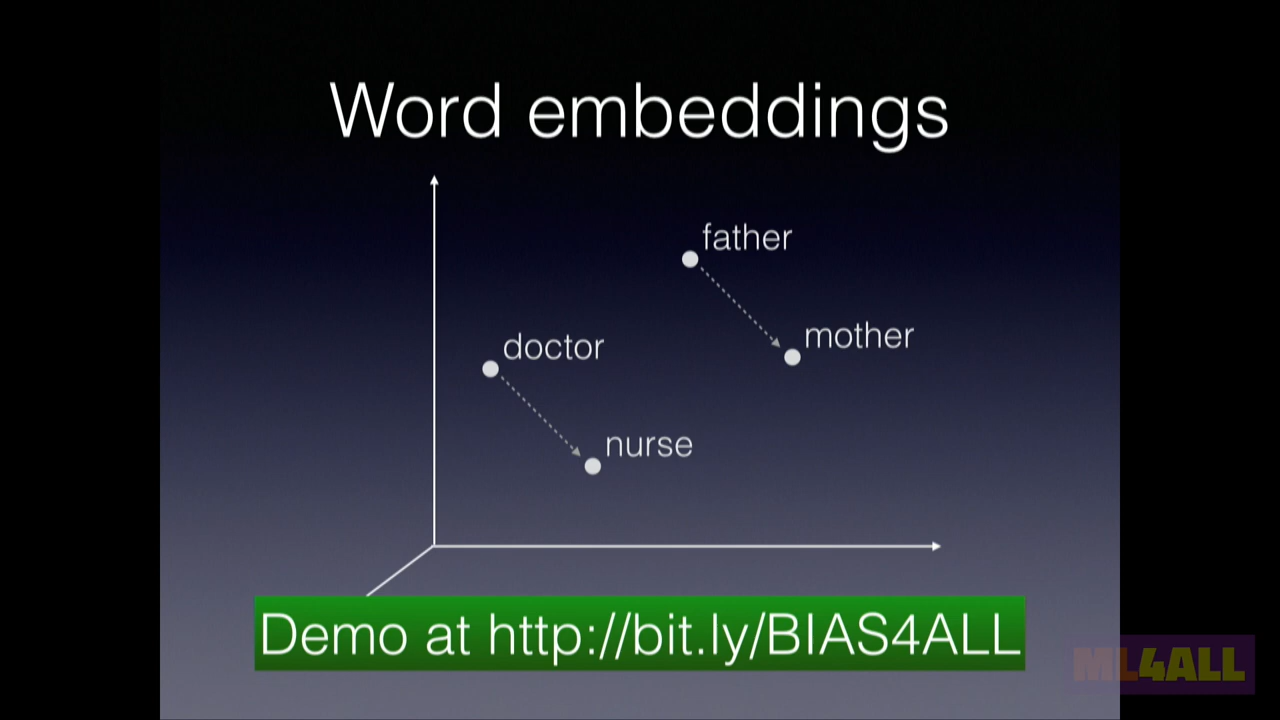 Word embeddings
father
mother
doctor
nurse
Demo at http://bit.ly/BIAS4ALL
ML4ALL